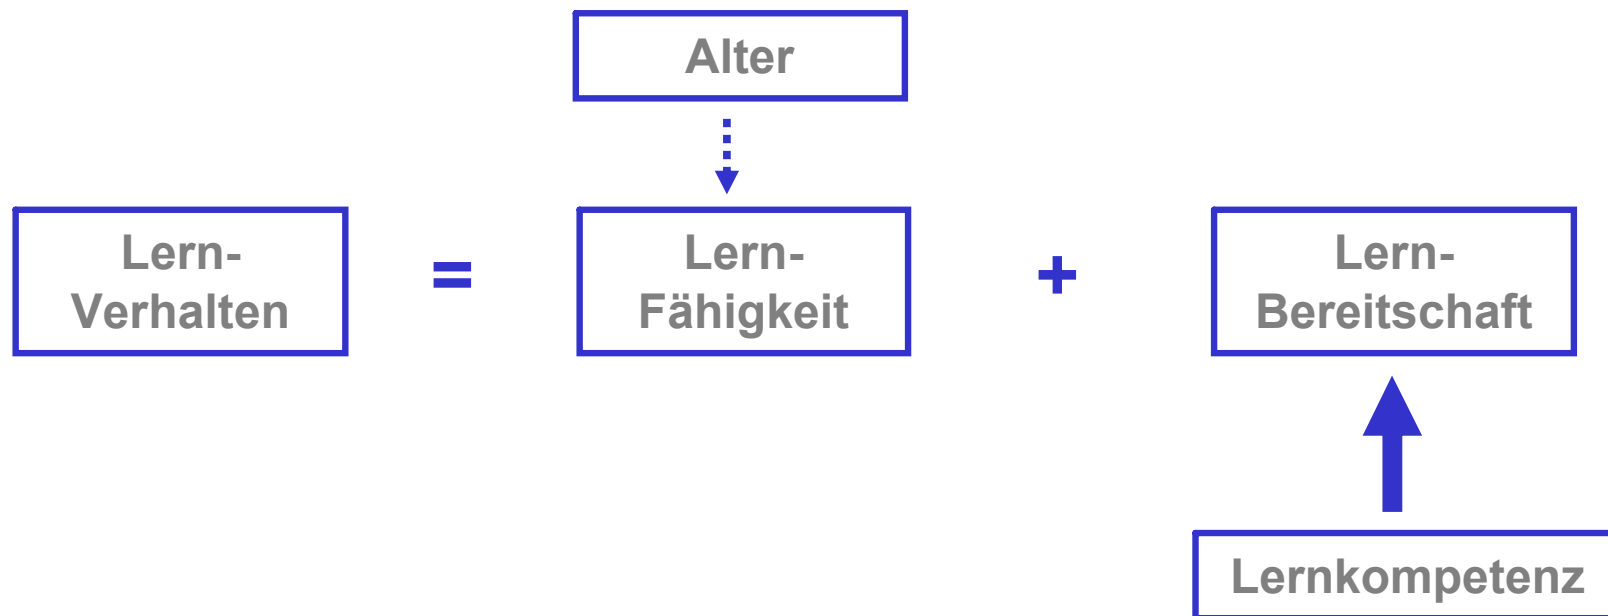 Alter
Lern-
Verhalten
=
Lern-
Fähigkeit
+
Lern-
Bereitschaft
Lernkompetenz